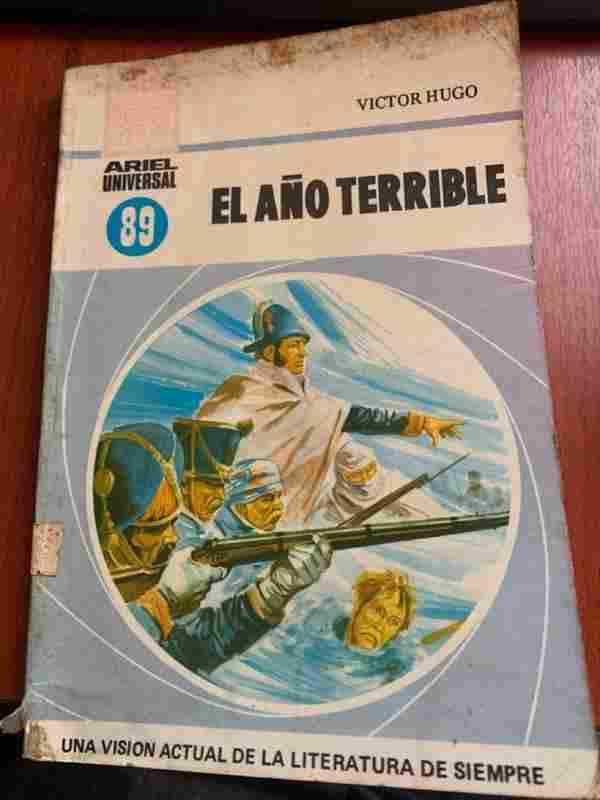 VICTOR HUGO
ARIEL
UNIVERSAL
89
EL AÑO TERRIBLE
UNA VISION ACTUAL DE LA LITERATURA DE SIEMPRE